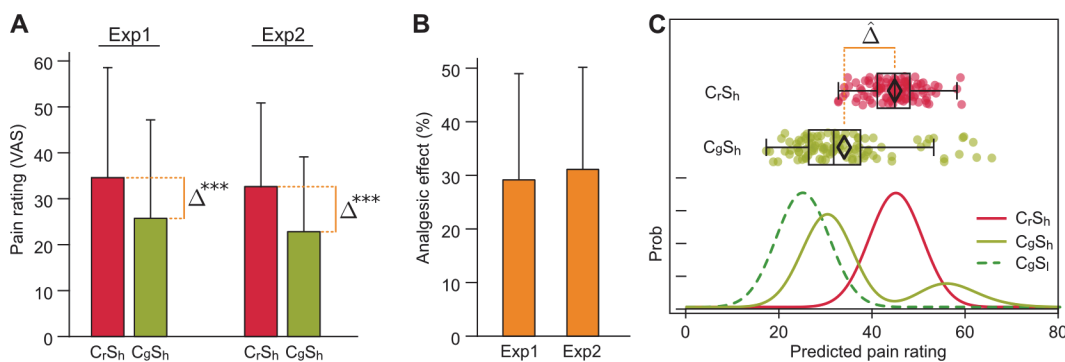 A
Exp1
Exp2
Pain rating (VAS)
60
50
40
30
20
10
0
Δ***
Δ***
CrSh
CgSh
CrSh
CgSh
B
Analgesic effect (%)
50
40
30
20
10
0
Exp1
Exp2
C
Δ̂
CrSh
CgSh
Prob
CrSh
CgSh
CgSl
0
20
40
60
80
Predicted pain rating